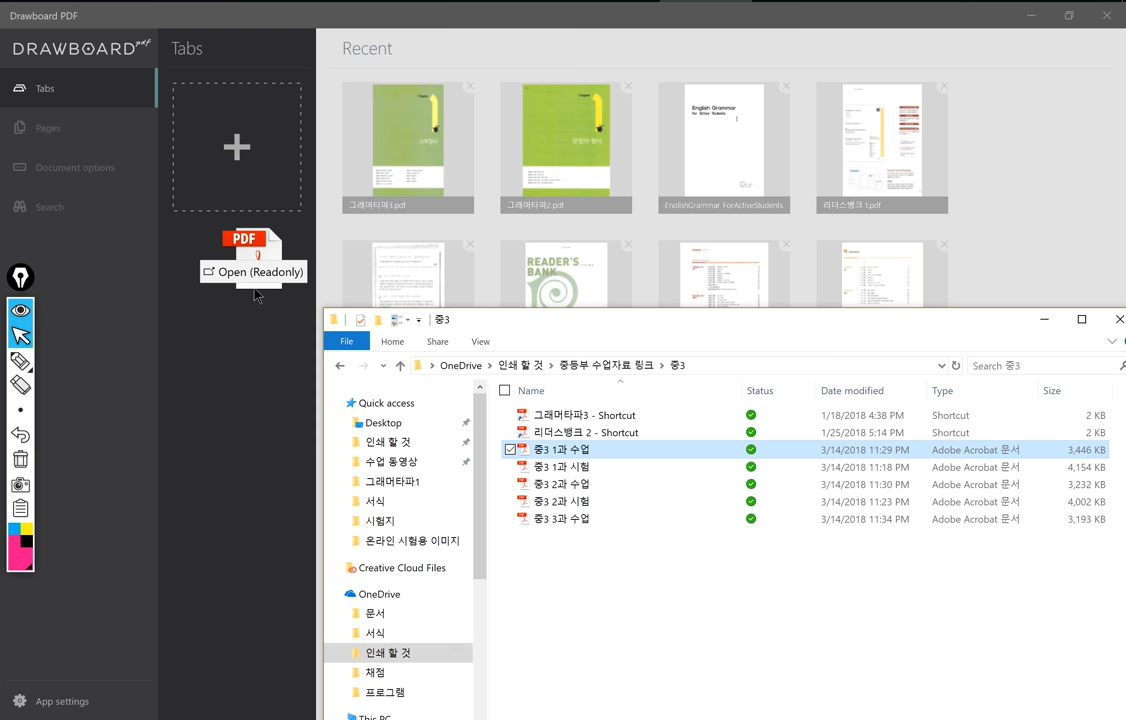 Drawboard PDF
DRAWBOARD pdf
Tabs
Recent
Tabs
Pages
Document options
Search
그래머타파3.pdf
그래머타파2.pdf
English Grammar
for Active Students
EnglishGrammar ForActiveStudents
리더스뱅크 1.pdf
PDF
Open (Readonly)
READER'S
BANK
중3
File
Home
Share
View
OneDrive
인쇄 할 것
중등부 수업자료 링크
중3
Search 중3
Name
Status
Date modified
Type
Size
Quick access
Desktop
인쇄 할 것
수업 동영상
그래머타파1
서식
시험지
온라인 시험용 이미지
Creative Cloud Files
OneDrive
문서
서식
인쇄 할 것
채점
프로그램
This PC
그래머타파3 - Shortcut 1/18/2018 4:38 PM Shortcut 2 KB
리더스뱅크 2 - Shortcut 1/25/2018 5:14 PM Shortcut 2 KB
중3 1과 수업 3/14/2018 11:29 PM Adobe Acrobat 문서 3,446 KB
중3 1과 시험 3/14/2018 11:18 PM Adobe Acrobat 문서 4,154 KB
중3 2과 수업 3/14/2018 11:30 PM Adobe Acrobat 문서 3,232 KB
중3 2과 시험 3/14/2018 11:23 PM Adobe Acrobat 문서 4,002 KB
중3 3과 수업 3/14/2018 11:34 PM Adobe Acrobat 문서 3,193 KB
App settings